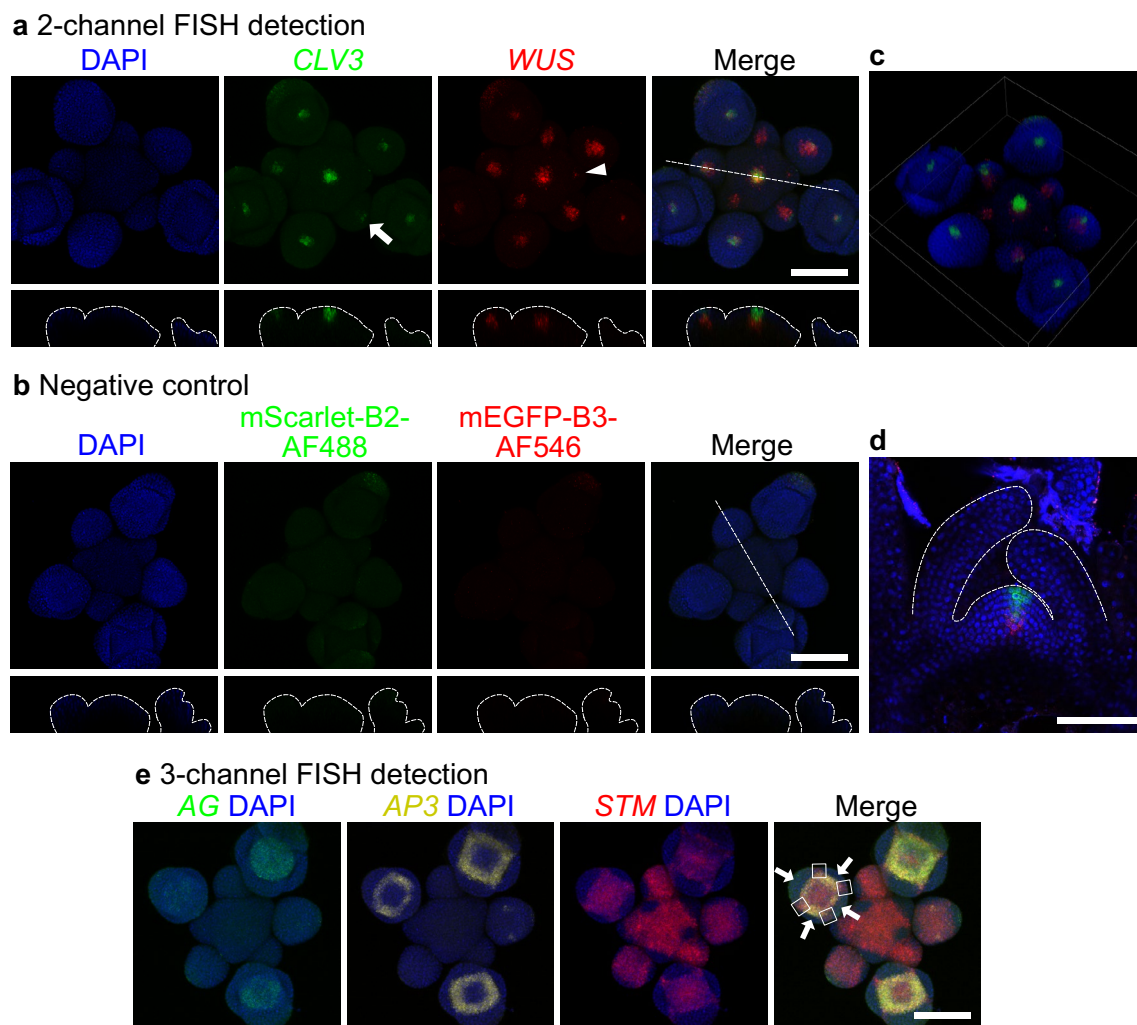 a 2-channel FISH detection
DAPI CLV3 WUS Merge
c
b Negative control
DAPI mScarlet-B2-AF488 mEGFP-B3-AF546 Merge
d
e 3-channel FISH detection
AG DAPI AP3 DAPI STM DAPI Merge